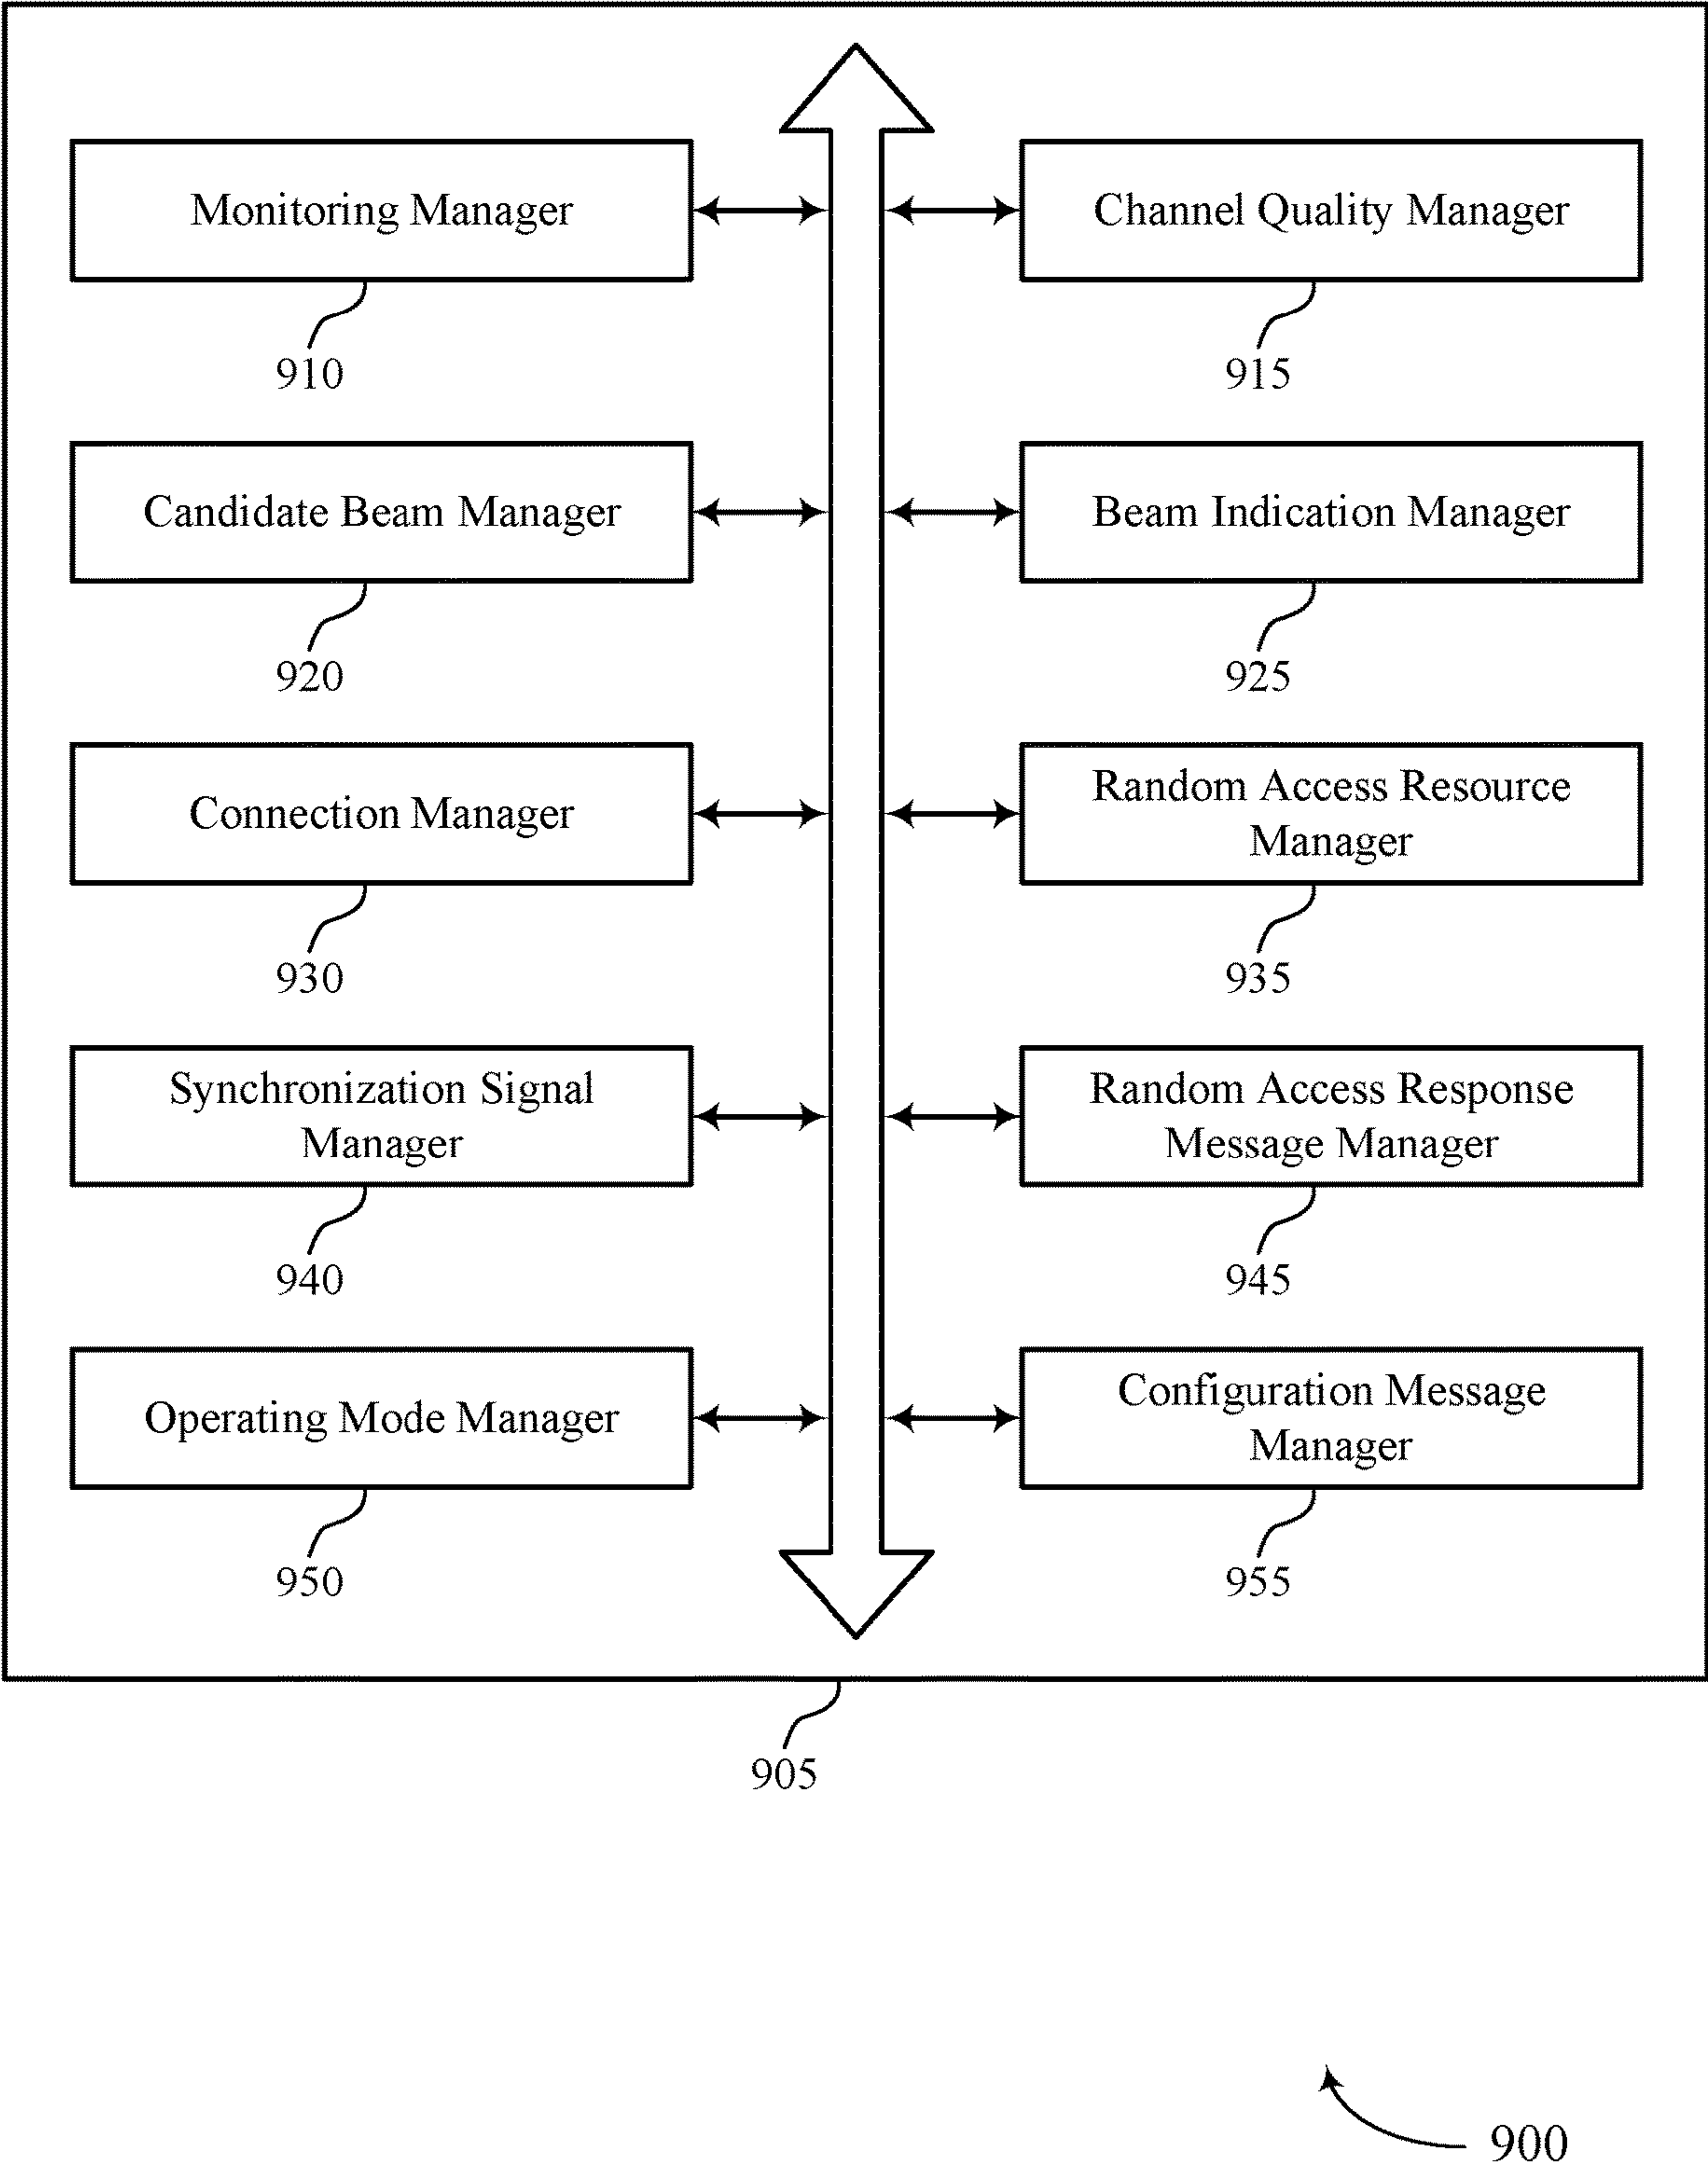 Monitoring Manager
910
Channel Quality Manager
915
Candidate Beam Manager
920
Beam Indication Manager
925
Connection Manager
930
Random Access Resource
Manager
935
Synchronization Signal
Manager
940
Random Access Response
Message Manager
945
Operating Mode Manager
950
Configuration Message
Manager
955
905
900